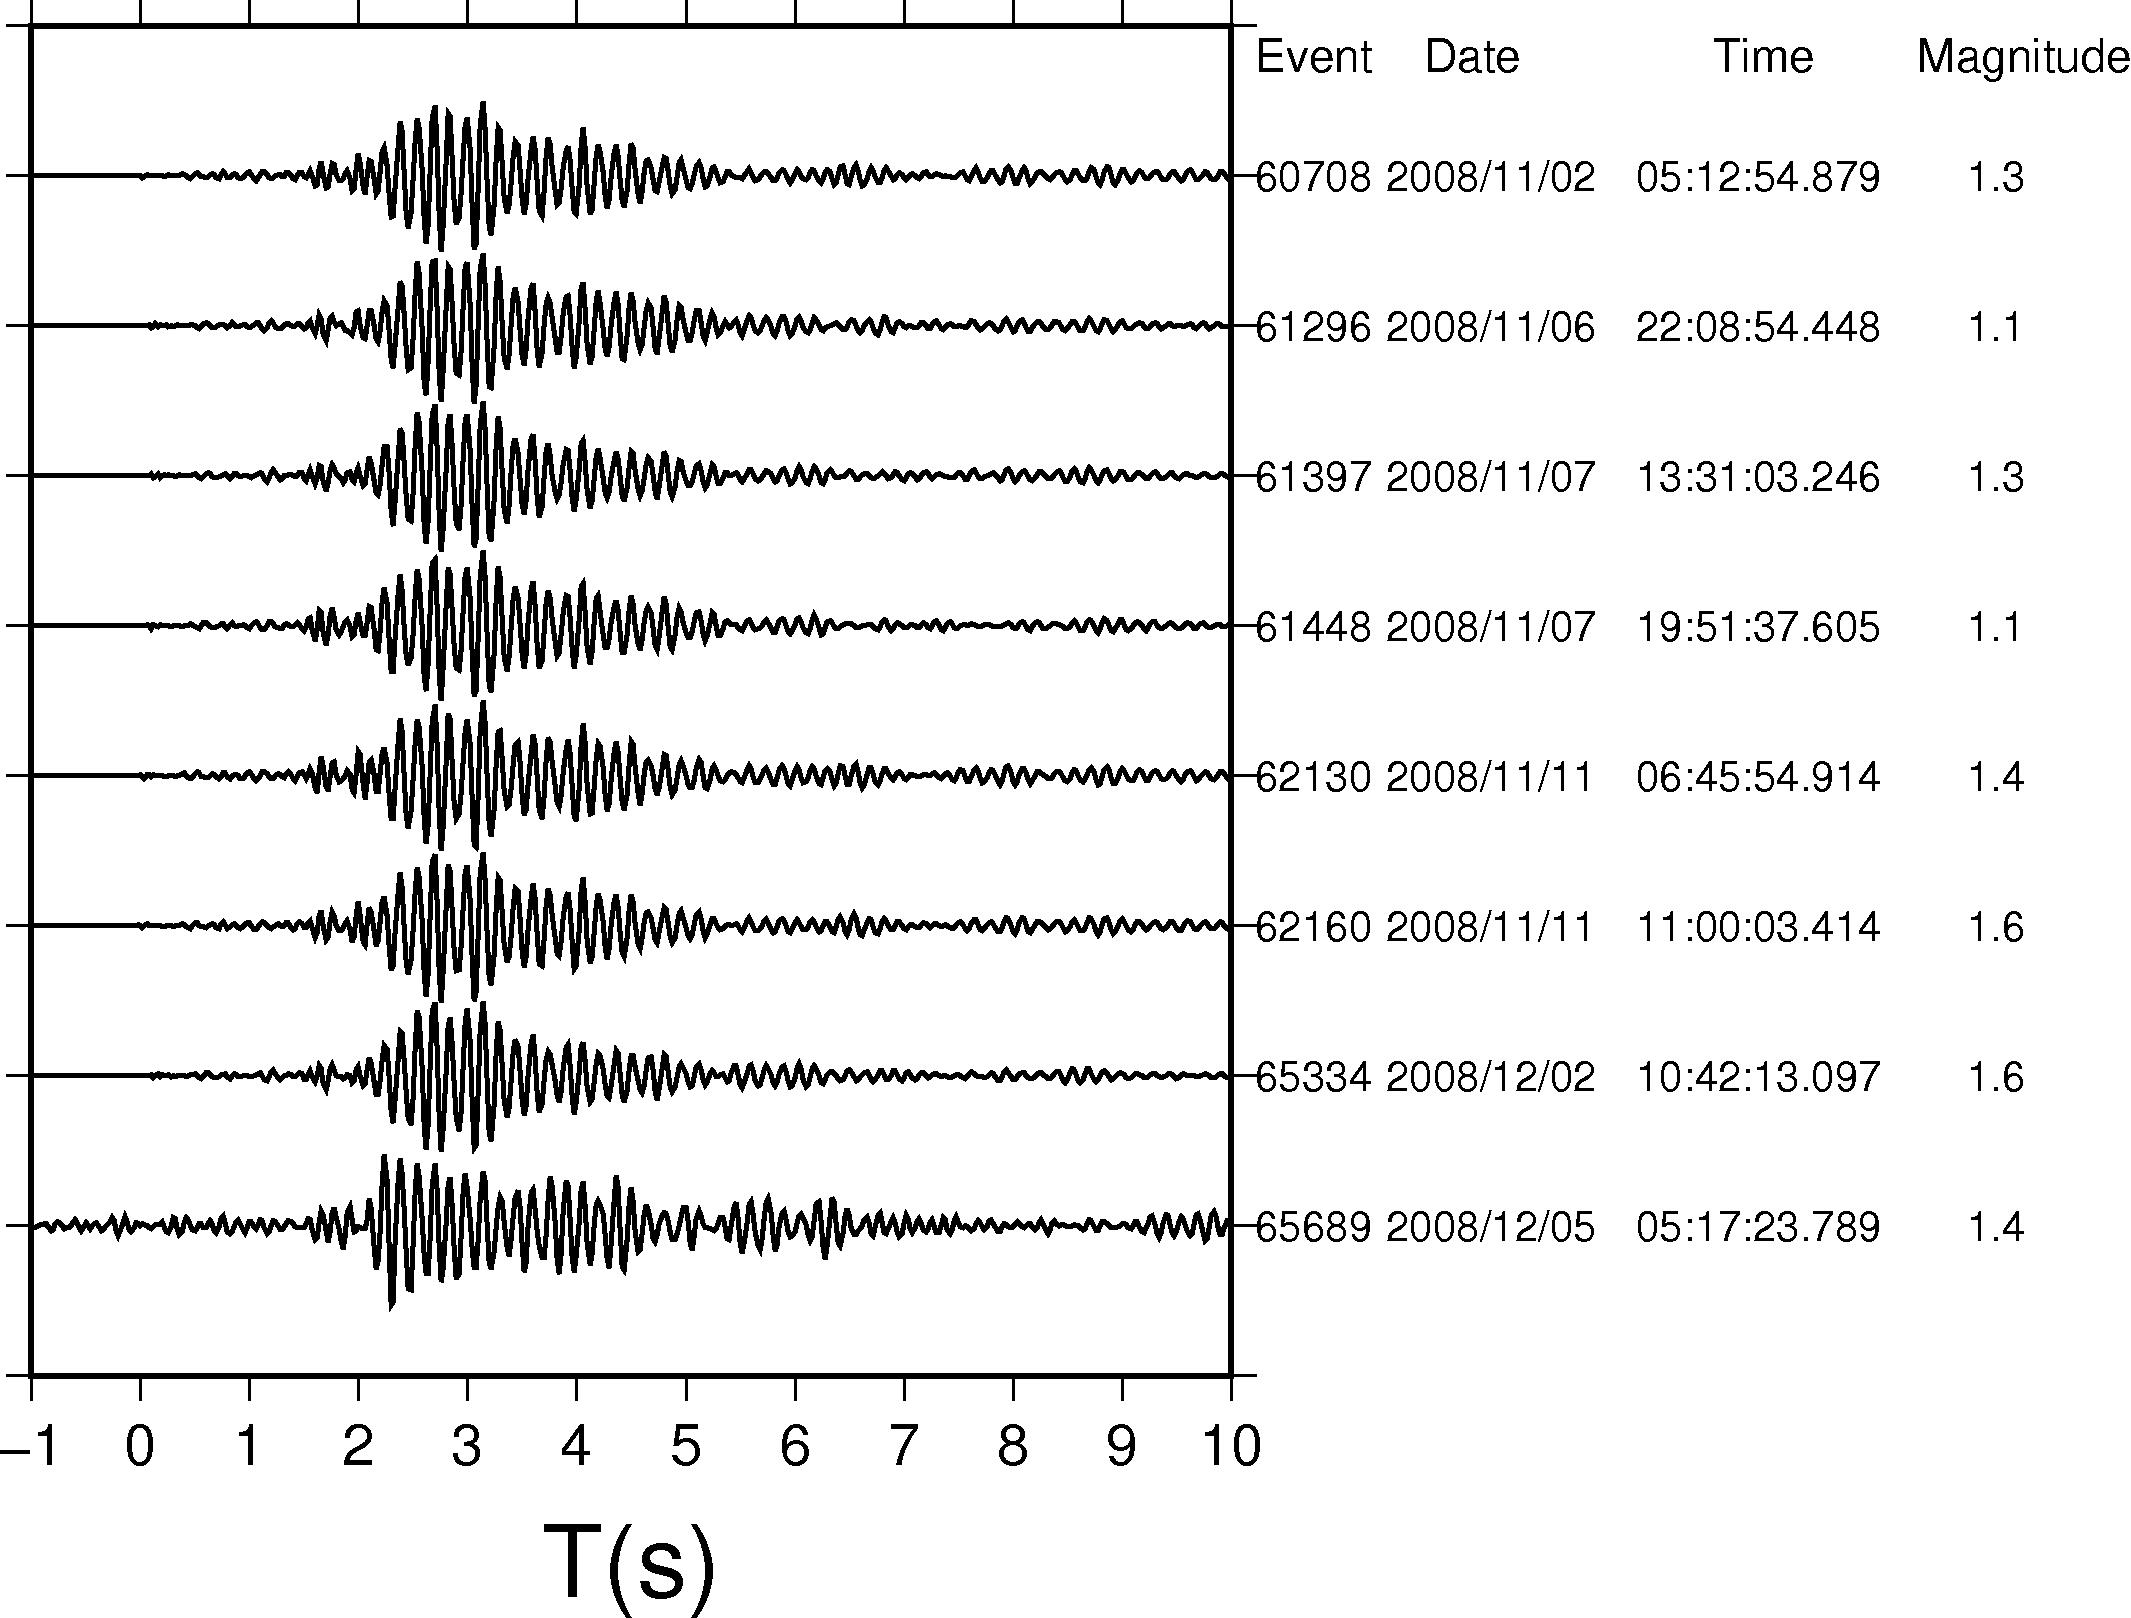 Event Date Time Magnitude
60708 2008/11/02 05:12:54.879 1.3
61296 2008/11/06 22:08:54.448 1.1
61397 2008/11/07 13:31:03.246 1.3
61448 2008/11/07 19:51:37.605 1.1
62130 2008/11/11 06:45:54.914 1.4
62160 2008/11/11 11:00:03.414 1.6
65334 2008/12/02 10:42:13.097 1.6
65689 2008/12/05 05:17:23.789 1.4
−1 0 1 2 3 4 5 6 7 8 9 10
T(s)